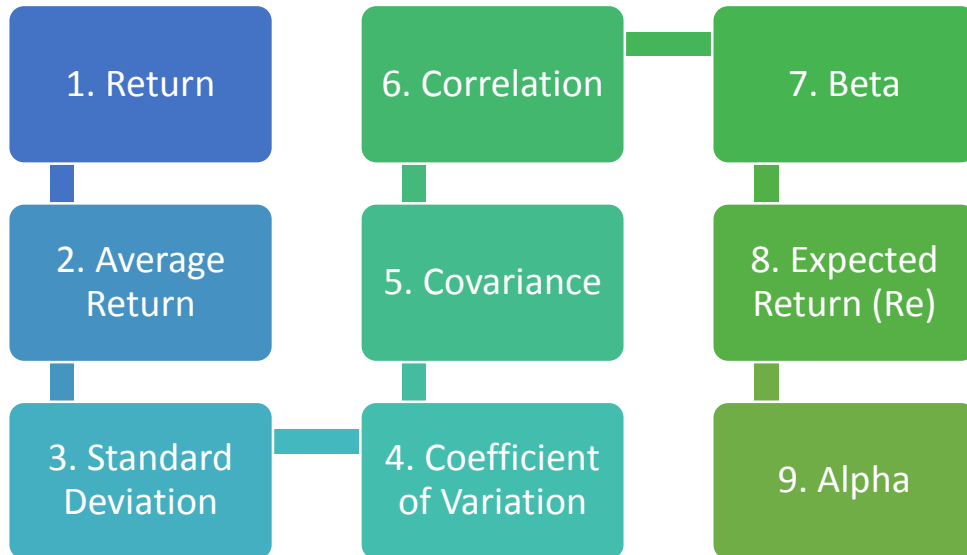 1. Return
2. Average
Return
3. Standard
Deviation
4. Coefficient
of Variation
5. Covariance
6. Correlation
7. Beta
8. Expected
Return (Re)
9. Alpha